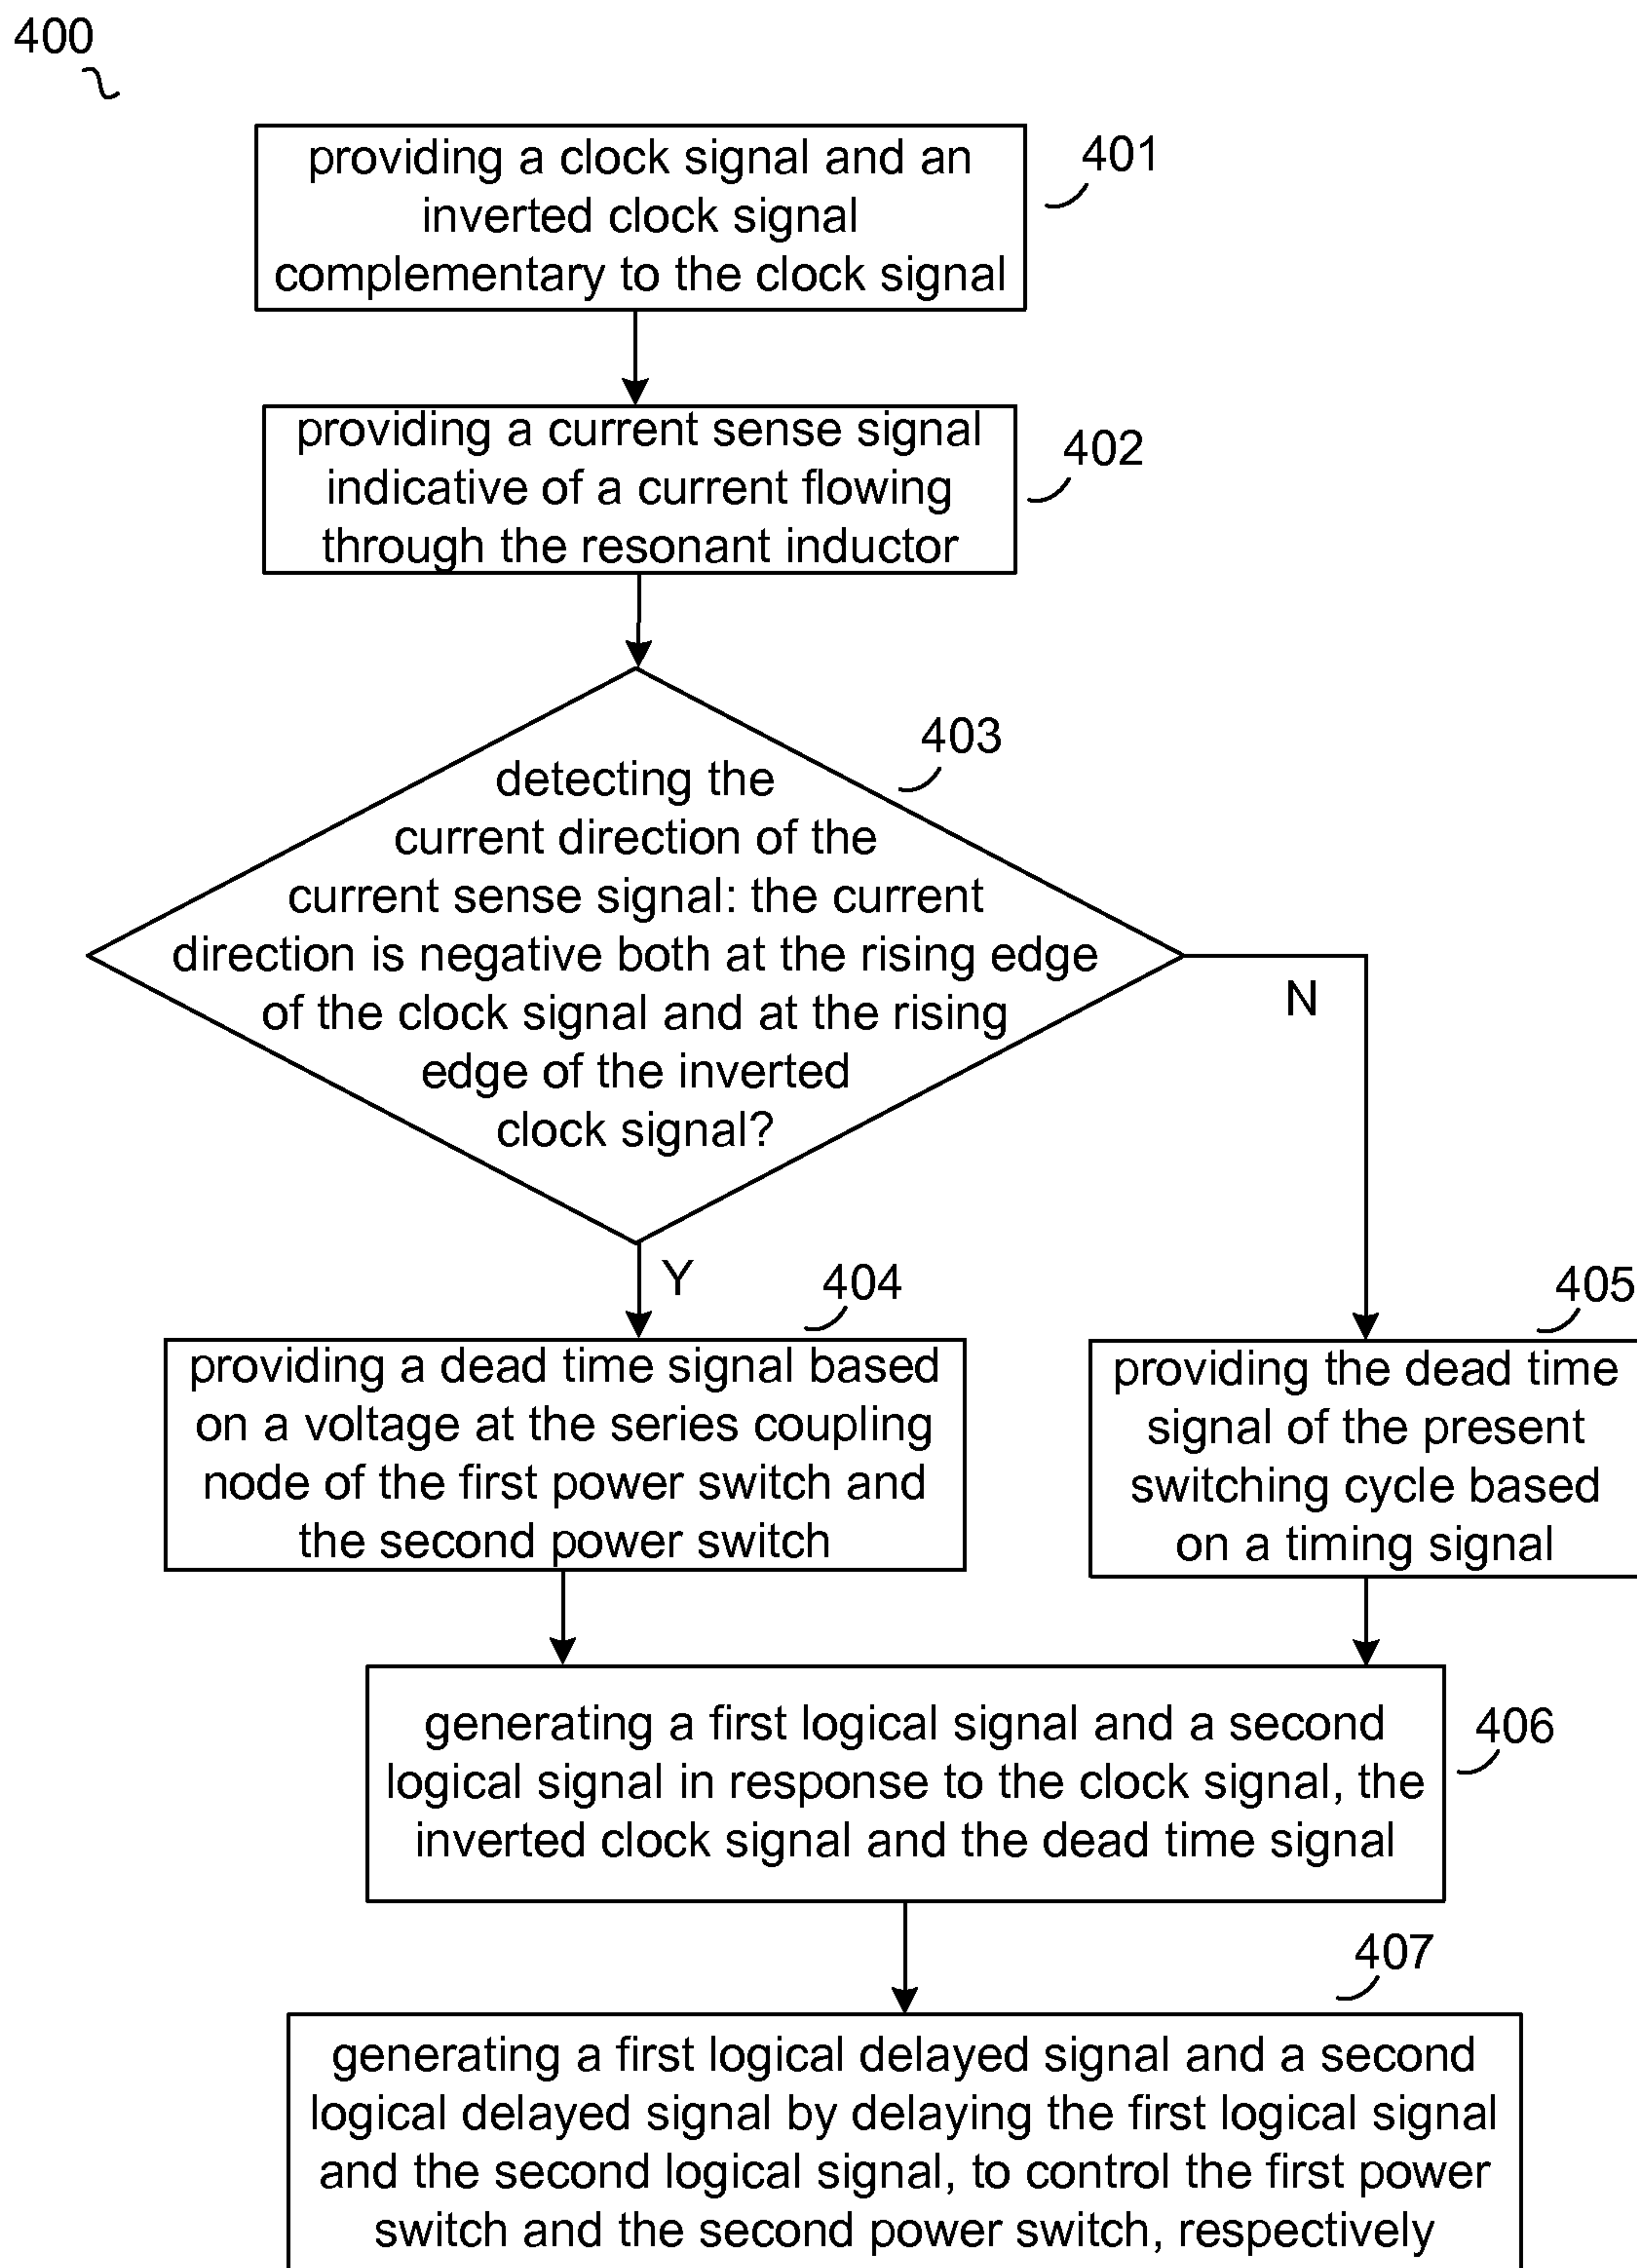 400
providing a clock signal and an
inverted clock signal
complementary to the clock signal
401
providing a current sense signal
indicative of a current flowing
through the resonant inductor
402
403
detecting the
current direction of the
current sense signal: the current
direction is negative both at the rising edge
of the clock signal and at the rising
edge of the inverted
clock signal?
N
Y
404
405
providing a dead time signal based
on a voltage at the series coupling
node of the first power switch and
the second power switch
providing the dead time
signal of the present
switching cycle based
on a timing signal
generating a first logical signal and a second
logical signal in response to the clock signal, the
inverted clock signal and the dead time signal
406
407
generating a first logical delayed signal and a second
logical delayed signal by delaying the first logical signal
and the second logical signal, to control the first power
switch and the second power switch, respectively